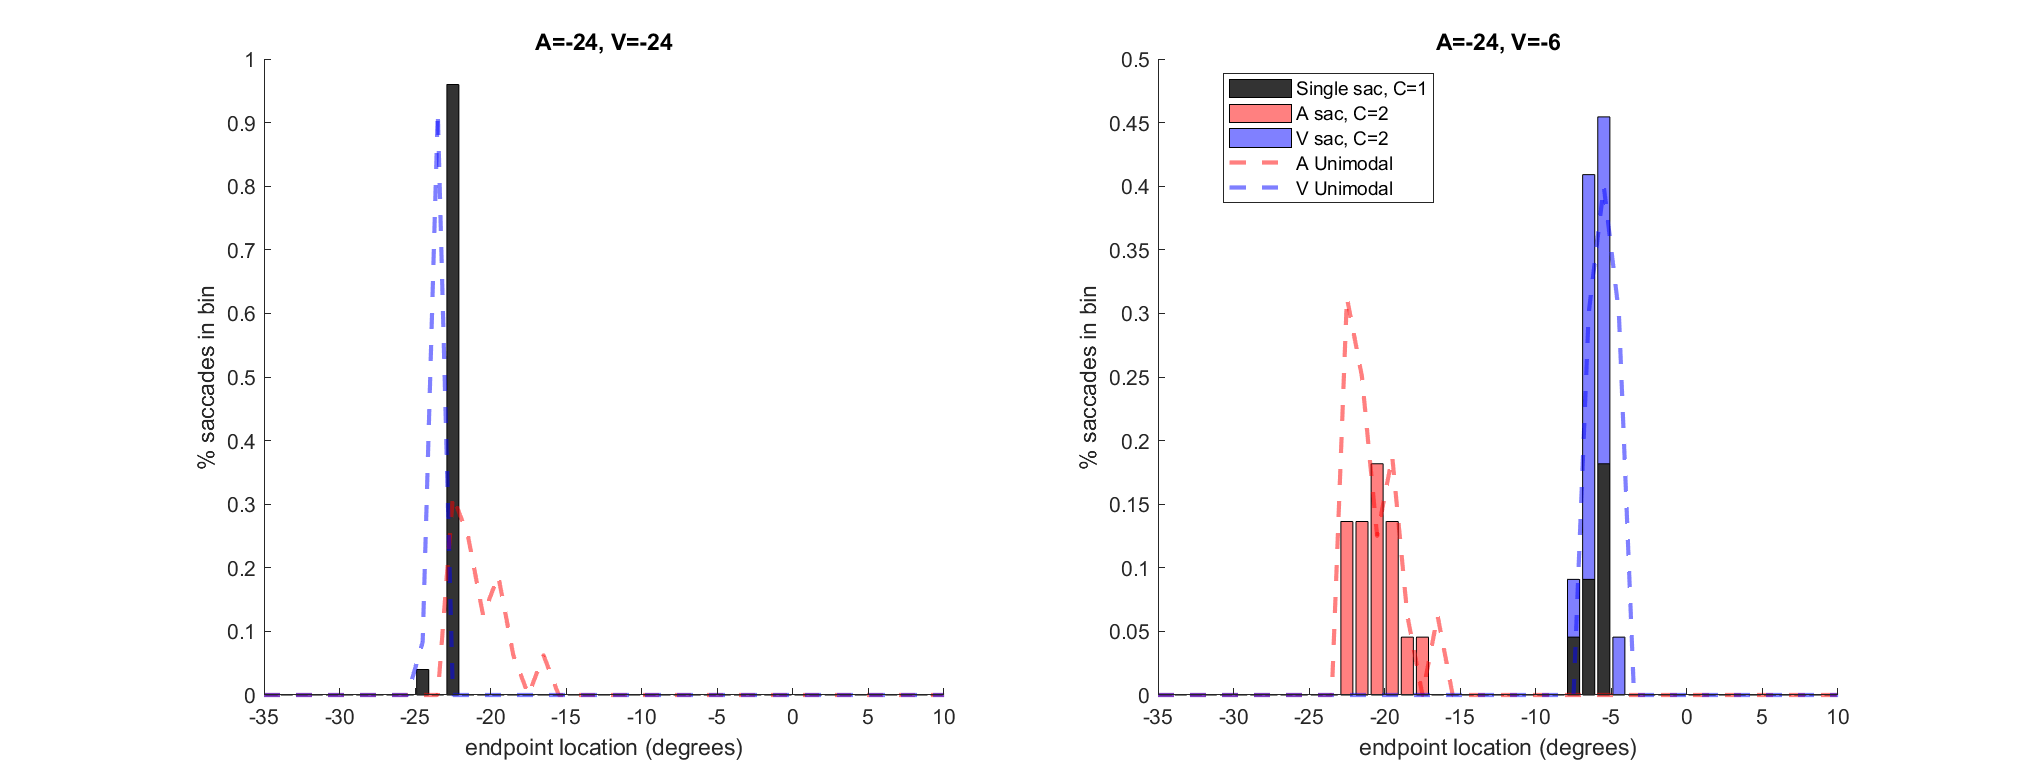 A=-24, V=-24
1
0.9
0.8
0.7
0.6
0.5
0.4
0.3
0.2
0.1
0
% saccades in bin
-35 -30 -25 -20 -15 -10 -5 0 5 10
endpoint location (degrees)
A=-24, V=-6
0.5
0.45
0.4
0.35
0.3
0.25
0.2
0.15
0.1
0.05
0
% saccades in bin
Single sac, C=1
A sac, C=2
V sac, C=2
A Unimodal
V Unimodal
-35 -30 -25 -20 -15 -10 -5 0 5 10
endpoint location (degrees)